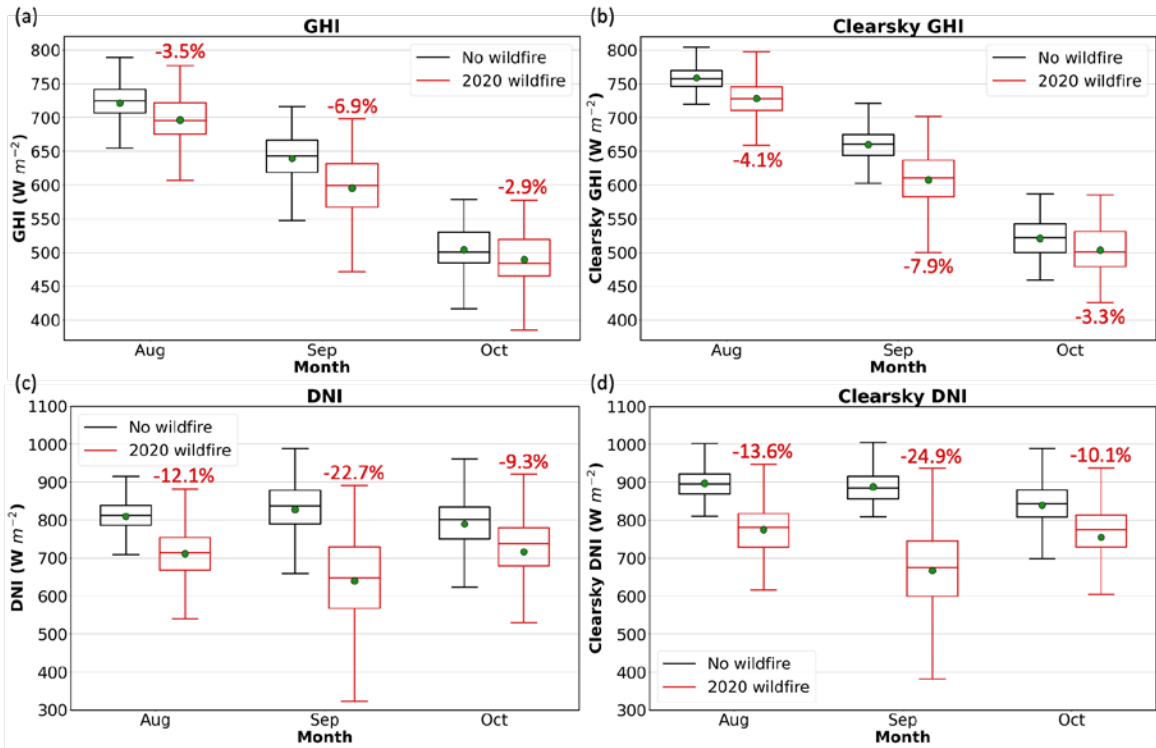 (a)
GHI
800
750
700
650
600
550
500
450
400
GHI (W m⁻²)
No wildfire
2020 wildfire
-3.5%
-6.9%
-2.9%
Aug
Sep
Oct
Month
(b)
Clearsky GHI
800
750
700
650
600
550
500
450
400
Clearsky GHI (W m⁻²)
No wildfire
2020 wildfire
-4.1%
-7.9%
-3.3%
Aug
Sep
Oct
Month
(c)
DNI
1100
1000
900
800
700
600
500
400
300
DNI (W m⁻²)
No wildfire
2020 wildfire
-12.1%
-22.7%
-9.3%
Aug
Sep
Oct
Month
(d)
Clearsky DNI
1100
1000
900
800
700
600
500
400
300
Clearsky DNI (W m⁻²)
-13.6%
-24.9%
-10.1%
No wildfire
2020 wildfire
Aug
Sep
Oct
Month